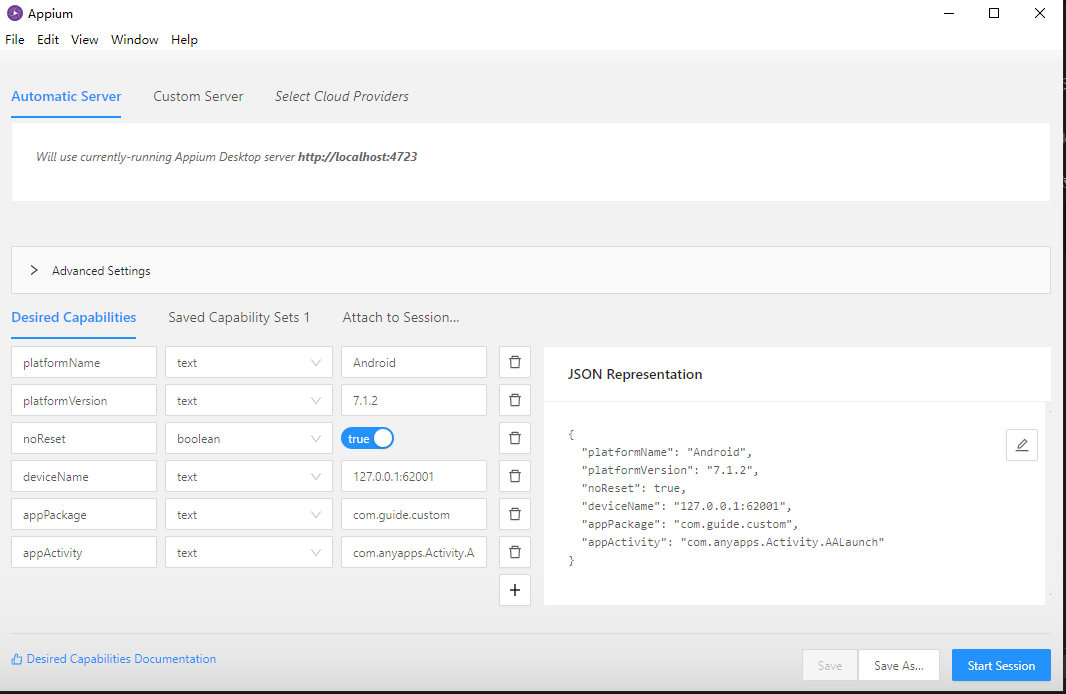 Appium
File Edit View Window Help
Automatic Server Custom Server Select Cloud Providers
Will use currently-running Appium Desktop server http://localhost:4723
Advanced Settings
Desired Capabilities Saved Capability Sets 1 Attach to Session...
platformName text Android
platformVersion text 7.1.2
noReset boolean true
deviceName text 127.0.0.1:62001
appPackage text com.guide.custom
appActivity text com.anyapps.Activity.A
JSON Representation
{
"platformName": "Android",
"platformVersion": "7.1.2",
"noReset": true,
"deviceName": "127.0.0.1:62001",
"appPackage": "com.guide.custom",
"appActivity": "com.anyapps.Activity.AALaunch"
}
Desired Capabilities Documentation
Save Save As... Start Session